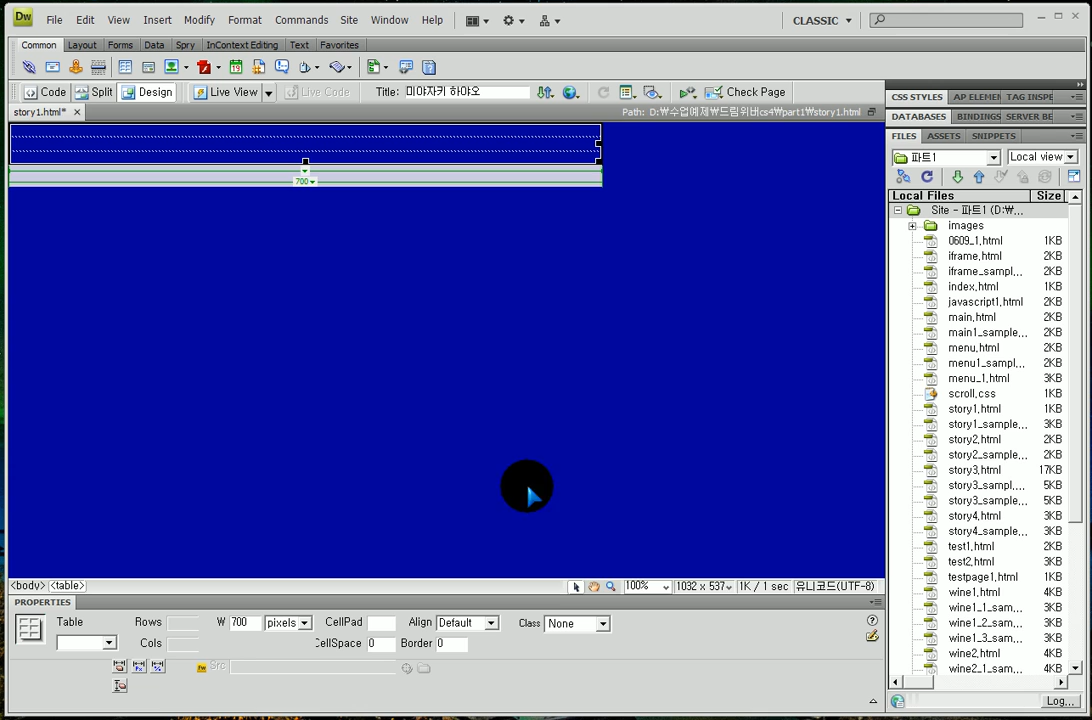 Dw File Edit View Insert Modify Format Commands Site Window Help CLASSIC
Common Layout Forms Data Spry InContext Editing Text Favorites
Code Split Design Live View Live Code Title: 미야자키 하야오 Check Page
story1.html* Path: D:₩수업예제₩드림위버cs4₩part1₩story1.html
700
<body> <table> 100% 1032 x 537 1K / 1 sec 유니코드(UTF-8)
PROPERTIES
Table Rows W 700 pixels CellPad Align Default Class None
Cols CellSpace 0 Border 0
Src
CSS STYLES AP ELEMEN TAG INSPE
DATABASES BINDINGS SERVER BE
FILES ASSETS SNIPPETS
파트1 Local view
Local Files Size
Site - 파트1 (D:₩...
images
0609_1.html 1KB
iframe.html 2KB
iframe_sampl... 2KB
index.html 1KB
javascript1.html 2KB
main.html 2KB
main1_sample... 2KB
menu.html 2KB
menu1_sampl... 2KB
menu_1.html 3KB
scroll.css 1KB
story1.html 1KB
story1_sample... 3KB
story2.html 2KB
story2_sample... 2KB
story3.html 17KB
story3_sampl... 5KB
story3_sample... 5KB
story4.html 3KB
story4_sample... 3KB
test1.html 2KB
test2.html 3KB
testpage1.html 1KB
wine1.html 4KB
wine1_1_sam... 3KB
wine1_2_sam... 3KB
wine1_3_sam... 3KB
wine2.html 4KB
wine2_1_sam... 4KB
Log...